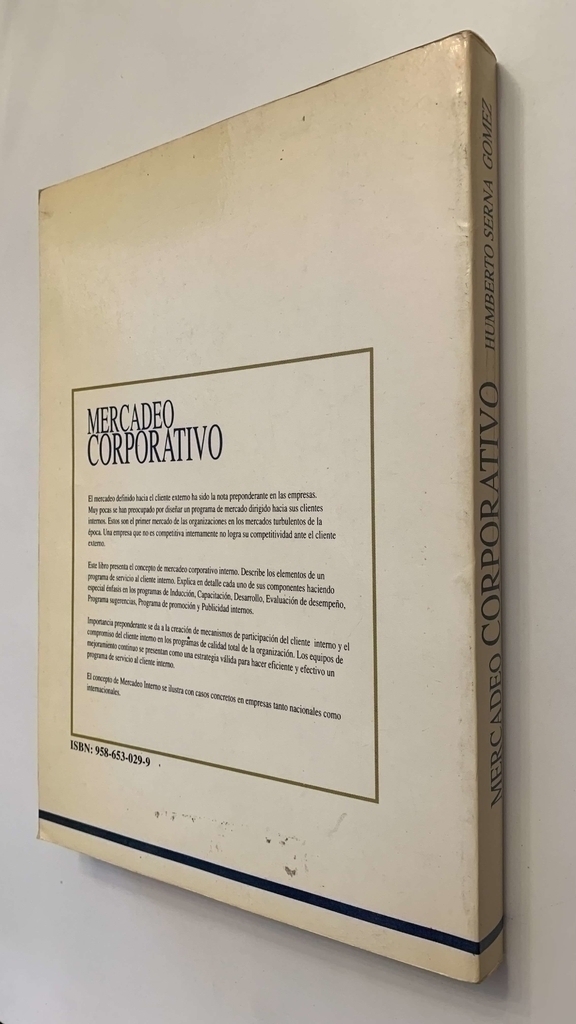 MERCADEO
CORPORATIVO
El mercadeo definido hacia el cliente externo ha sido la nota preponderante en las empresas.
Muy pocas se han preocupado por diseñar un programa de mercado dirigido hacia sus clientes
internos. Estos son el primer mercado de las organizaciones en los mercados turbulentos de la
época. Una empresa que no es competitiva internamente no logra su competitividad ante el cliente
externo.
Este libro presenta el concepto de mercadeo corporativo interno. Describe los elementos de un
programa de servicio al cliente interno. Explica en detalle cada uno de sus componentes haciendo
especial énfasis en los programas de Inducción, Capacitación, Desarrollo, Evaluación de desempeño,
Programa sugerencias, Programa de promoción y Publicidad internos.
Importancia preponderante se da a la creación de mecanismos de participación del cliente interno y el
compromiso del cliente interno en los programas de calidad total de la organización. Los equipos de
mejoramiento continuo se presentan como una estrategia válida para hacer eficiente y efectivo un
programa de servicio al cliente interno.
El concepto de Mercadeo Interno se ilustra con casos concretos en empresas tanto nacionales como
internacionales.
ISBN: 958-653-029-9
MERCADEO CORPORATIVO HUMBERTO SERNA GOMEZ